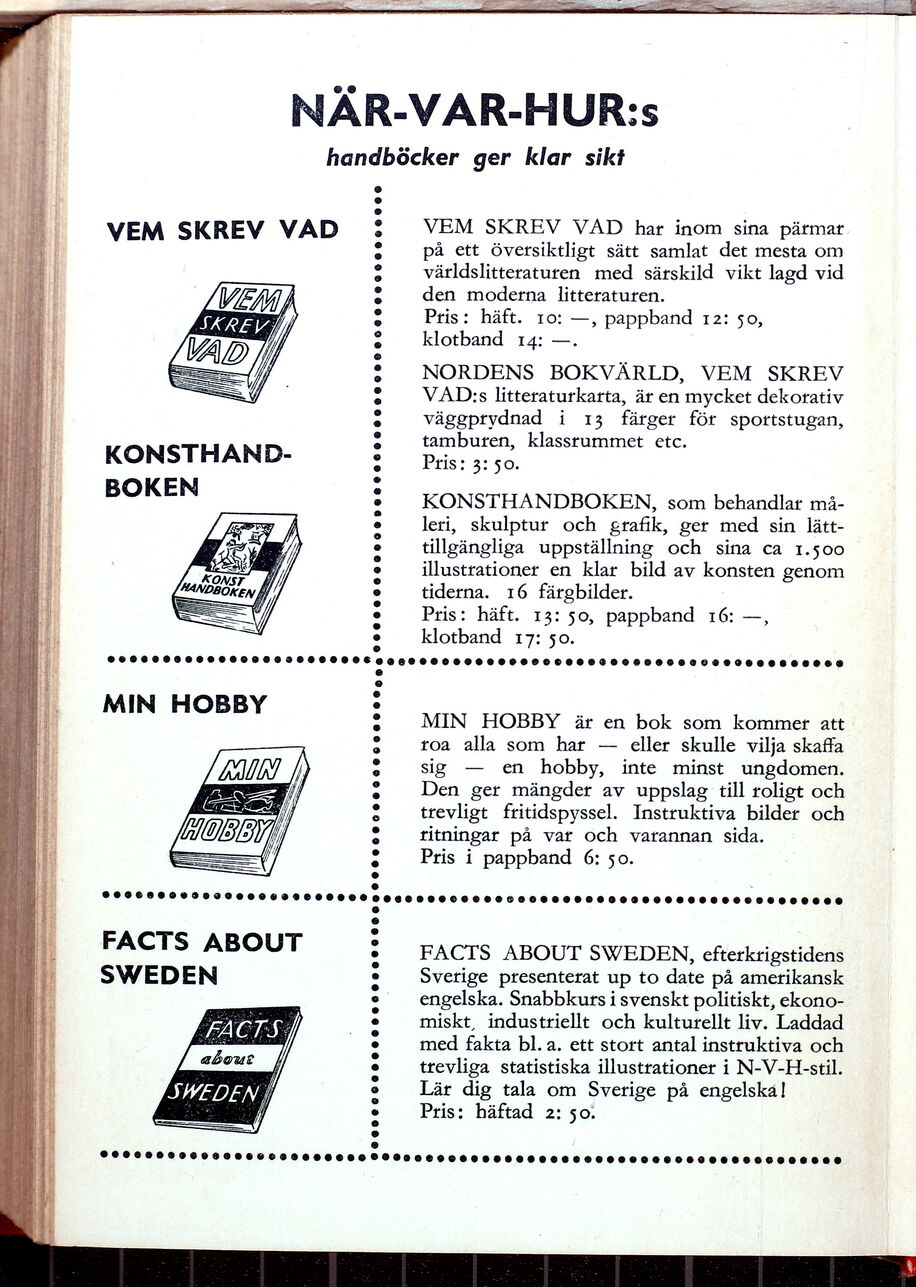 NÄR-VAR-HUR:s
handböcker ger klar sikt
VEM SKREV VAD
VEM
SKREV
VAD
VEM SKREV VAD har inom sina pärmar
på ett översiktligt sätt samlat det mesta om
världslitteraturen med särskild vikt lagd vid
den moderna litteraturen.
Pris: häft. 10: —, pappband 12: 50,
klotband 14: —.
NORDENS BOKVÄRLD, VEM SKREV
VAD:s litteraturkarta, är en mycket dekorativ
väggprydnad i 13 färger för sportstugan,
tamburen, klassrummet etc.
Pris: 3: 50.
KONSTHAND-
BOKEN
KONST
HANDBOKEN
KONSTHANDBOKEN, som behandlar må-
leri, skulptur och grafik, ger med sin lätt-
tillgängliga uppställning och sina ca 1.500
illustrationer en klar bild av konsten genom
tiderna. 16 färgbilder.
Pris: häft. 13: 50, pappband 16: —,
klotband 17: 50.
MIN HOBBY
MIN
HOBBY
MIN HOBBY är en bok som kommer att
roa alla som har — eller skulle vilja skaffa
sig — en hobby, inte minst ungdomen.
Den ger mängder av uppslag till roligt och
trevligt fritidspyssel. Instruktiva bilder och
ritningar på var och varannan sida.
Pris i pappband 6: 50.
FACTS ABOUT
SWEDEN
FACTS
about
SWEDEN
FACTS ABOUT SWEDEN, efterkrigstidens
Sverige presenterat up to date på amerikansk
engelska. Snabbkurs i svenskt politiskt, ekono-
miskt, industriellt och kulturellt liv. Laddad
med fakta bl. a. ett stort antal instruktiva och
trevliga statistiska illustrationer i N-V-H-stil.
Lär dig tala om Sverige på engelska!
Pris: häftad 2: 50.